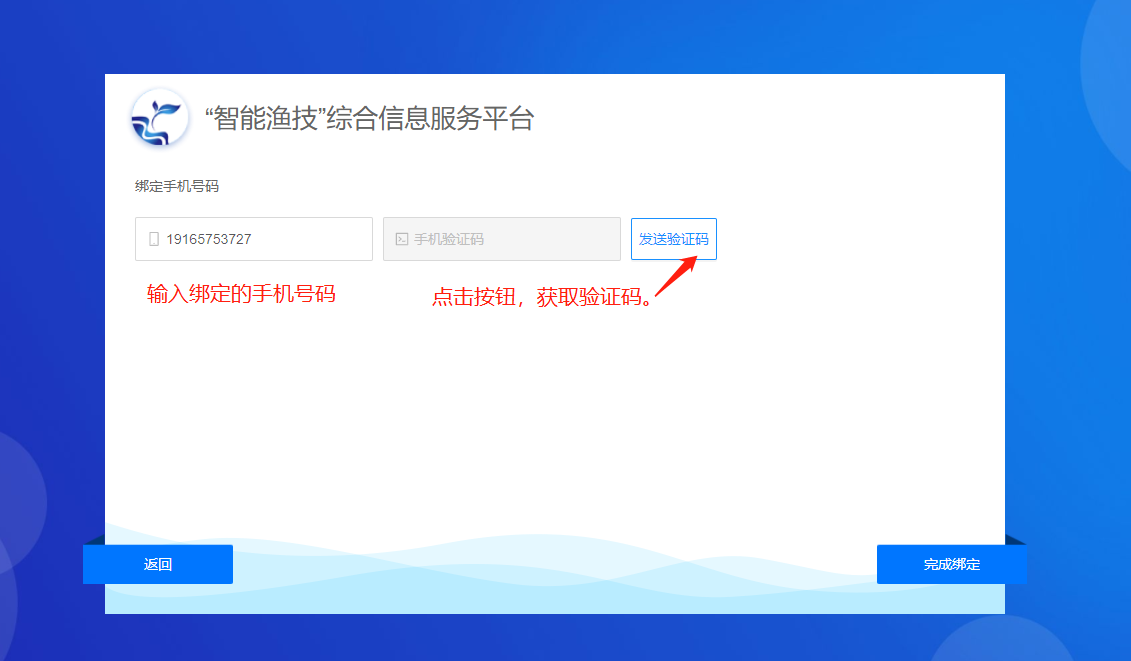 “智能渔技”综合信息服务平台
绑定手机号码
19165753727 手机验证码 发送验证码
输入绑定的手机号码 点击按钮，获取验证码。
返回 完成绑定